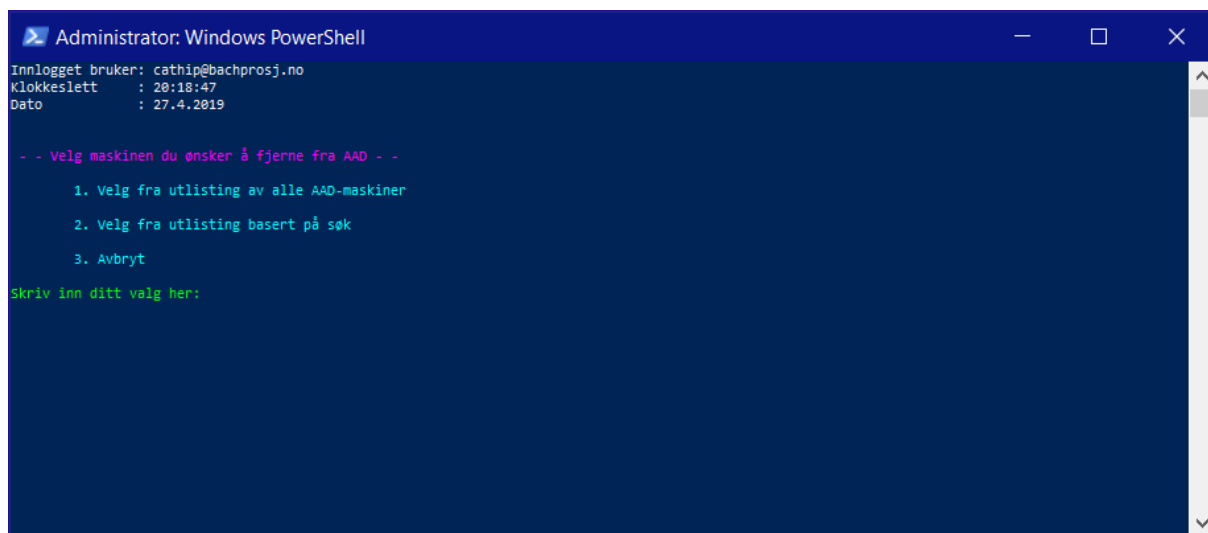 Administrator: Windows PowerShell
Innlogget bruker: cathip@bachprosj.no
Klokkeslett    : 20:18:47
Dato           : 27.4.2019
- - Velg maskinen du ønsker å fjerne fra AAD - -
1. Velg fra utlisting av alle AAD-maskiner
2. Velg fra utlisting basert på søk
3. Avbryt
Skriv inn ditt valg her: